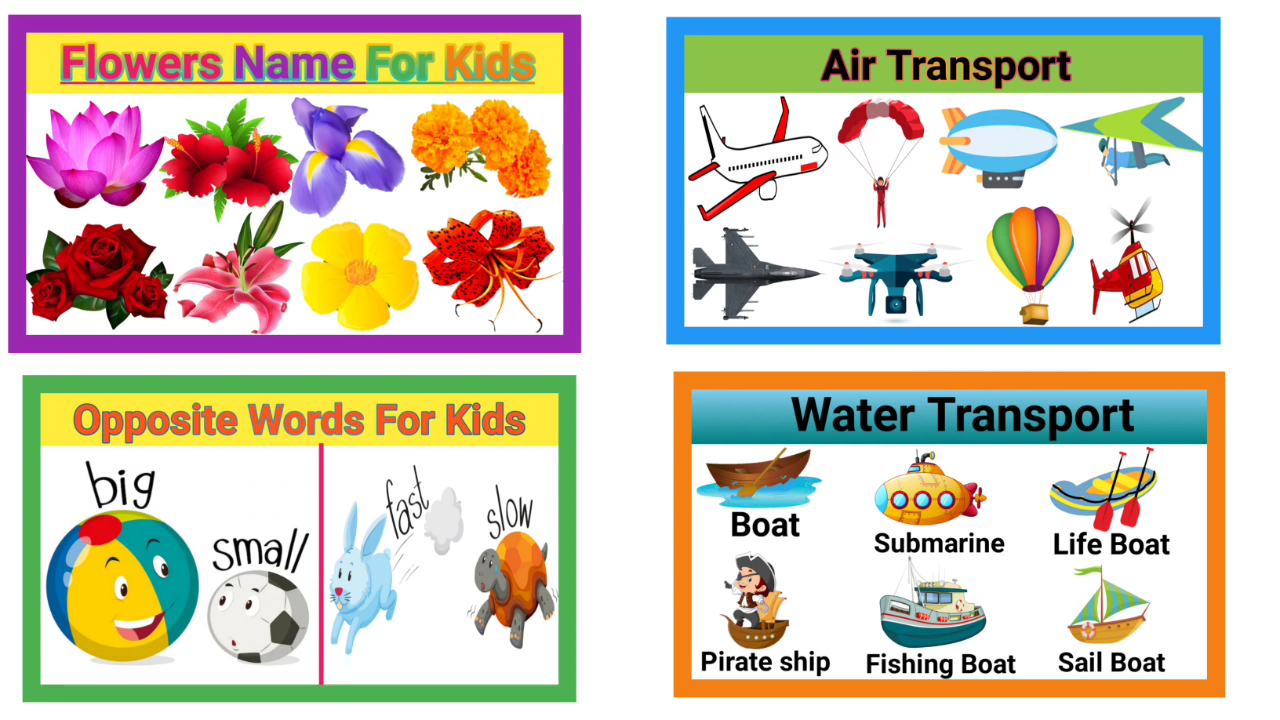 Flowers Name For Kids
Air Transport
Opposite Words For Kids
big
small
fast
slow
Water Transport
Boat
Submarine
Life Boat
Pirate ship
Fishing Boat
Sail Boat